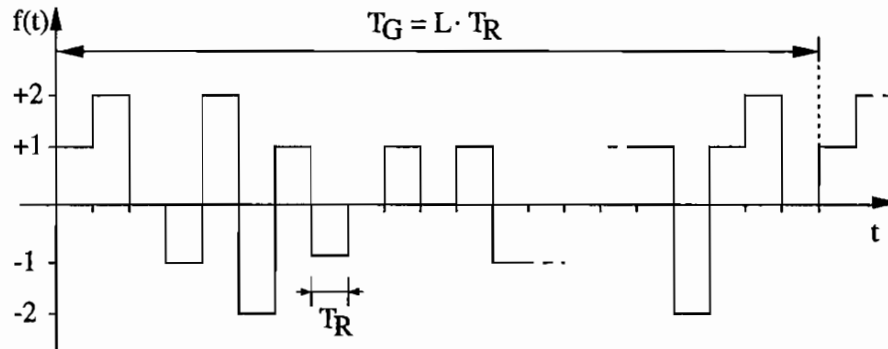 f(t)
T_G = L · T_R
+2
+1
-1
-2
T_R
t